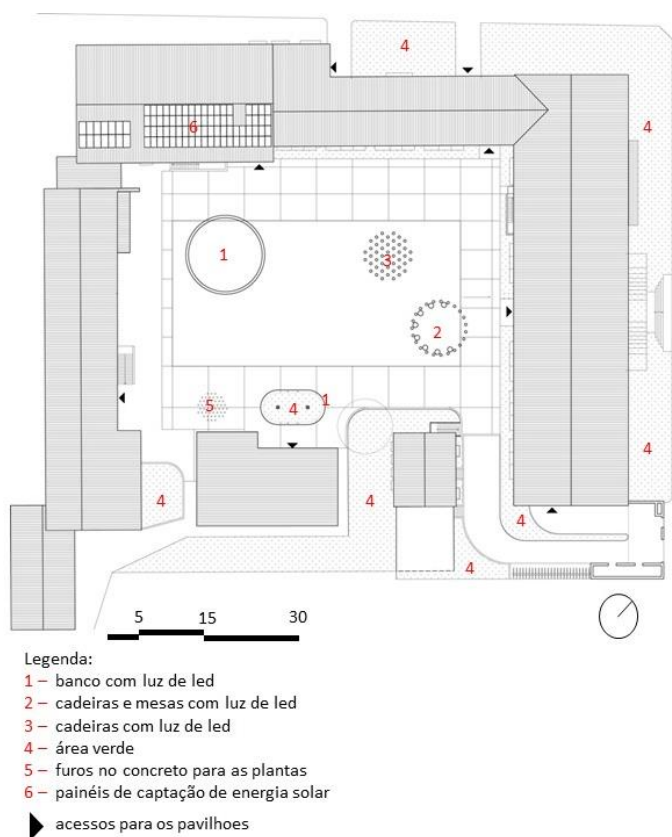 4
6
4
1
3
2
5
4
1
4
4
4
4
4
5 15 30
Legenda:
1 – banco com luz de led
2 – cadeiras e mesas com luz de led
3 – cadeiras com luz de led
4 – área verde
5 – furos no concreto para as plantas
6 – painéis de captação de energia solar
acessos para os pavilhoes